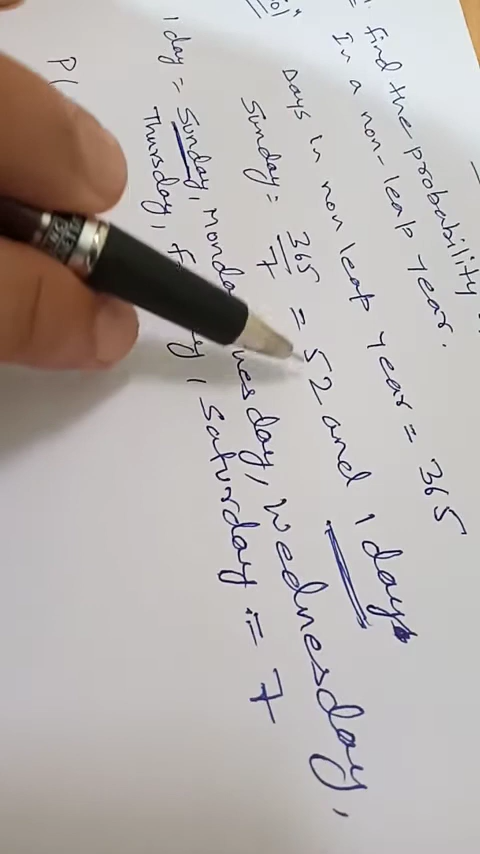 find the probability
In a non-leap year.
Days in non leap year = 365
Sunday = 365/7 = 52 and 1 day
1 day = Sunday, Monday, Tuesday, Wednesday,
Thursday, Friday, Saturday = 7
P(